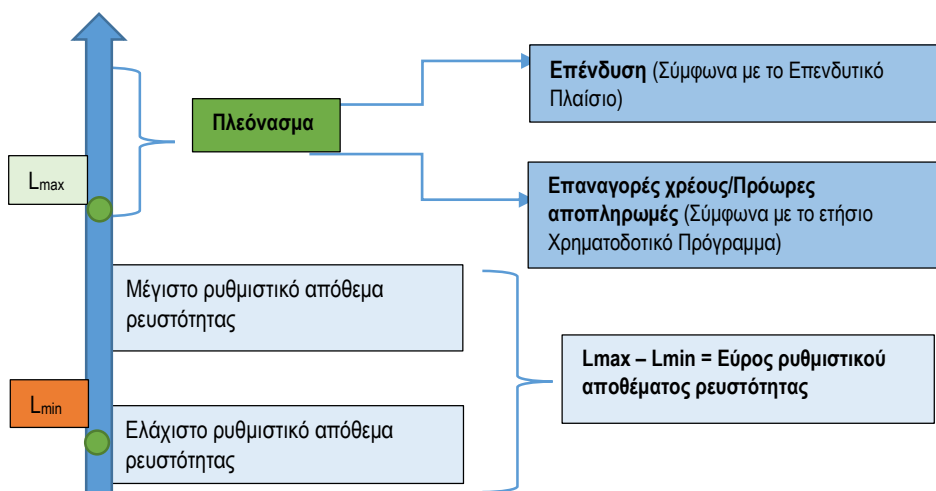 Επένδυση (Σύμφωνα με το Επενδυτικό
Πλαίσιο)
Πλεόνασμα
Lmax
Επαναγορές χρέους/Πρόωρες
αποπληρωμές (Σύμφωνα με το ετήσιο
Χρηματοδοτικό Πρόγραμμα)
Μέγιστο ρυθμιστικό απόθεμα
ρευστότητας
Lmax – Lmin = Εύρος ρυθμιστικού
αποθέματος ρευστότητας
Lmin
Ελάχιστο ρυθμιστικό απόθεμα
ρευστότητας